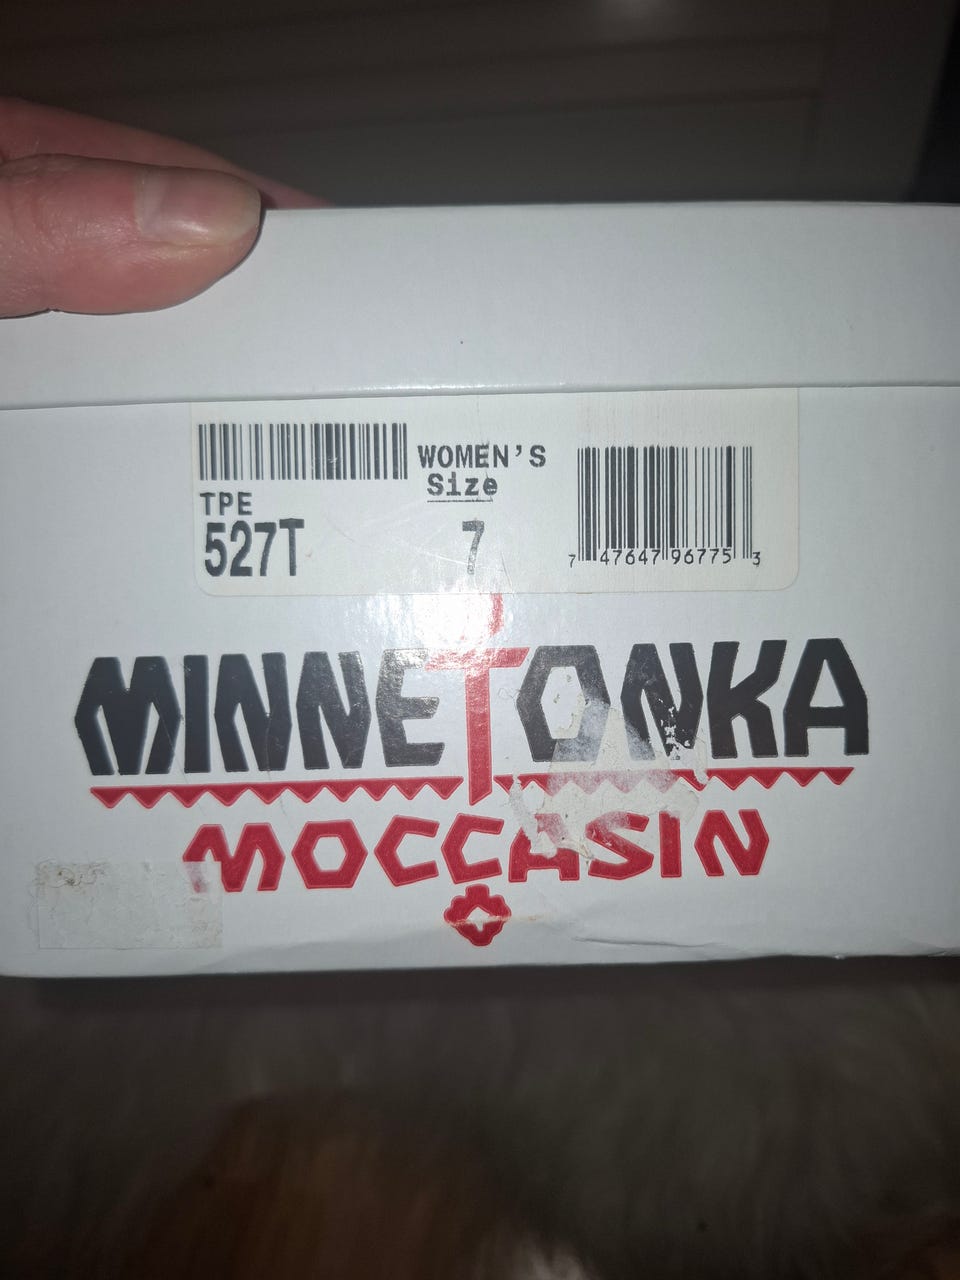 WOMEN'S
Size
TPE
527T
7
7 47647 96775 3
MINNETONKA
MOCCASIN